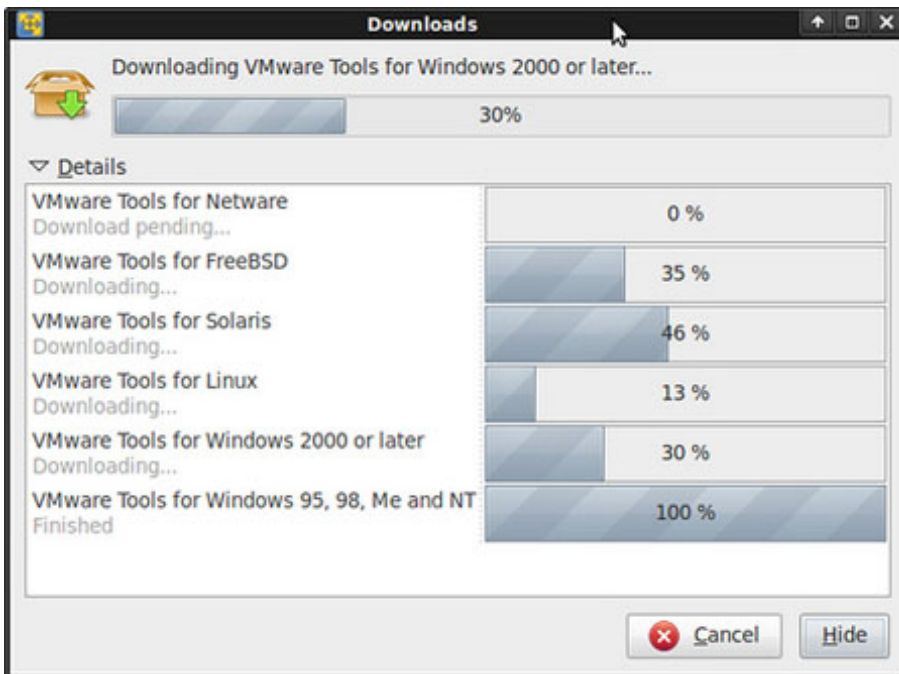 Downloads
Downloading VMware Tools for Windows 2000 or later...
30%
Details
VMware Tools for Netware
Download pending...
0 %
VMware Tools for FreeBSD
Downloading...
35 %
VMware Tools for Solaris
Downloading...
46 %
VMware Tools for Linux
Downloading...
13 %
VMware Tools for Windows 2000 or later
Downloading...
30 %
VMware Tools for Windows 95, 98, Me and NT
Finished
100 %
Cancel
Hide